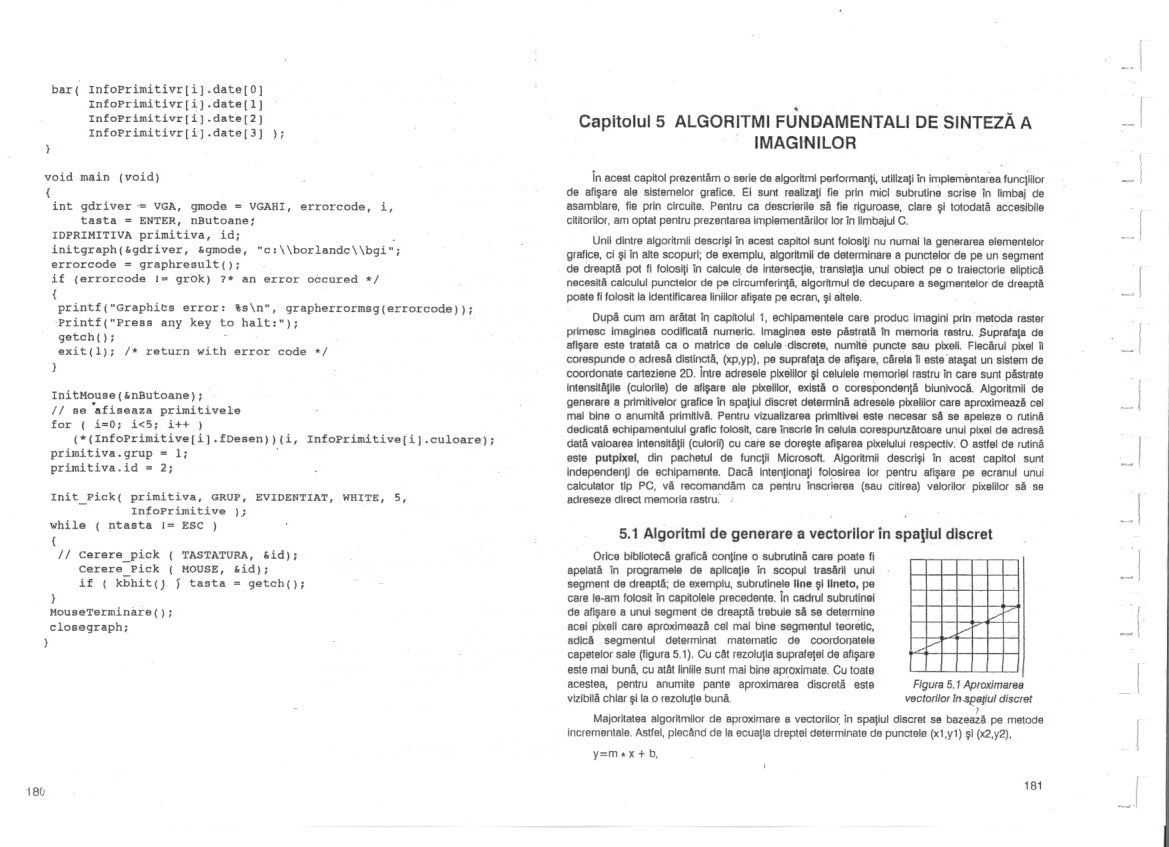 bar( InfoPrimitivr[i].date[0]
InfoPrimitivr[i].date[1]
InfoPrimitivr[i].date[2]
InfoPrimitivr[i].date[3] );
}
void main (void)
{
int gdriver = VGA, gmode = VGAHI, errorcode, i,
tasta = ENTER, nButoane;
IDPRIMITIVA primitiva, id;
initgraph(&gdriver, &gmode, "c:\\borlandc\\bgi";
errorcode = graphresult();
if (errorcode != grOk) ?* an error occured */
{
printf("Graphics error: %s\n", grapherrormsg(errorcode));
Printf("Press any key to halt:");
getch();
exit(1); /* return with error code */
}
InitMouse(&nButoane);
// se afiseaza primitivele
for ( i=0; i<5; i++ )
(*(InfoPrimitive[i].fDesen))(i, InfoPrimitive[i].culoare);
primitiva.grup = 1;
primitiva.id = 2;
Init_Pick( primitiva, GRUP, EVIDENTIAT, WHITE, 5,
InfoPrimitive );
while ( ntasta != ESC )
{
// Cerere_pick ( TASTATURA, &id);
Cerere_Pick ( MOUSE, &id);
if ( kbhit() ) tasta = getch();
}
MouseTerminare();
closegraph;
}
180
Capitolul 5 ALGORITMI FUNDAMENTALI DE SINTEZĂ A
IMAGINILOR
În acest capitol prezentăm o serie de algoritmi performanţi, utilizaţi în implementarea funcţiilor
de afişare ale sistemelor grafice. Ei sunt realizaţi fie prin mici subrutine scrise în limbaj de
asamblare, fie prin circuite. Pentru ca descrierile să fie riguroase, clare şi totodată accesibile
cititorilor, am optat pentru prezentarea implementărilor lor în limbajul C.
Unii dintre algoritmii descrişi în acest capitol sunt folosiţi nu numai la generarea elementelor
grafice, ci şi în alte scopuri; de exemplu, algoritmii de determinare a punctelor de pe un segment
de dreaptă pot fi folosiţi în calcule de intersecţie, translaţia unui obiect pe o traiectorie eliptică
necesită calculul punctelor de pe circumferinţă, algoritmul de decupare a segmentelor de dreaptă
poate fi folosit la identificarea liniilor afişate pe ecran, şi altele.
După cum am arătat în capitolul 1, echipamentele care produc imagini prin metoda raster
primesc imaginea codificată numeric. Imaginea este păstrată în memoria rastru. Suprafaţa de
afişare este tratată ca o matrice de celule discrete, numite puncte sau pixeli. Fiecărui pixel îi
corespunde o adresă distinctă, (xp,yp), pe suprafaţa de afişare, căreia îi este ataşat un sistem de
coordonate carteziene 2D. Între adresele pixelilor şi celulele memoriei rastru în care sunt păstrate
intensităţile (culorile) de afişare ale pixelilor, există o corespondenţă biunivocă. Algoritmii de
generare a primitivelor grafice în spaţiul discret determină adresele pixelilor care aproximează cel
mai bine o anumită primitivă. Pentru vizualizarea primitivei este necesar să se apeleze o rutină
dedicată echipamentului grafic folosit, care înscrie în celula corespunzătoare unui pixel de adresă
dată valoarea intensităţii (culorii) cu care se doreşte afişarea pixelului respectiv. O astfel de rutină
este putpixel, din pachetul de funcţii Microsoft. Algoritmii descrişi în acest capitol sunt
independenţi de echipamente. Dacă intenţionaţi folosirea lor pentru afişare pe ecranul unui
calculator tip PC, vă recomandăm ca pentru înscrierea (sau citirea) valorilor pixelilor să se
adreseze direct memoria rastru.
5.1 Algoritmi de generare a vectorilor în spaţiul discret
Orice bibliotecă grafică conţine o subrutină care poate fi
apelată în programele de aplicaţie în scopul trasării unui
segment de dreaptă; de exemplu, subrutinele line şi lineto, pe
care le-am folosit în capitolele precedente. În cadrul subrutinei
de afişare a unui segment de dreaptă trebuie să se determine
acei pixeli care aproximează cel mai bine segmentul teoretic,
adică segmentul determinat matematic de coordonatele
capetelor sale (figura 5.1). Cu cât rezoluţia suprafeţei de afişare
este mai bună, cu atât liniile sunt mai bine aproximate. Cu toate
acestea, pentru anumite pante aproximarea discretă este
vizibilă chiar şi la o rezoluţie bună.
Figura 5.1 Aproximarea
vectorilor în spaţiul discret
Majoritatea algoritmilor de aproximare a vectorilor în spaţiul discret se bazează pe metode
incrementale. Astfel, plecând de la ecuaţia dreptei determinate de punctele (x1,y1) şi (x2,y2),
y=m * x + b,
181